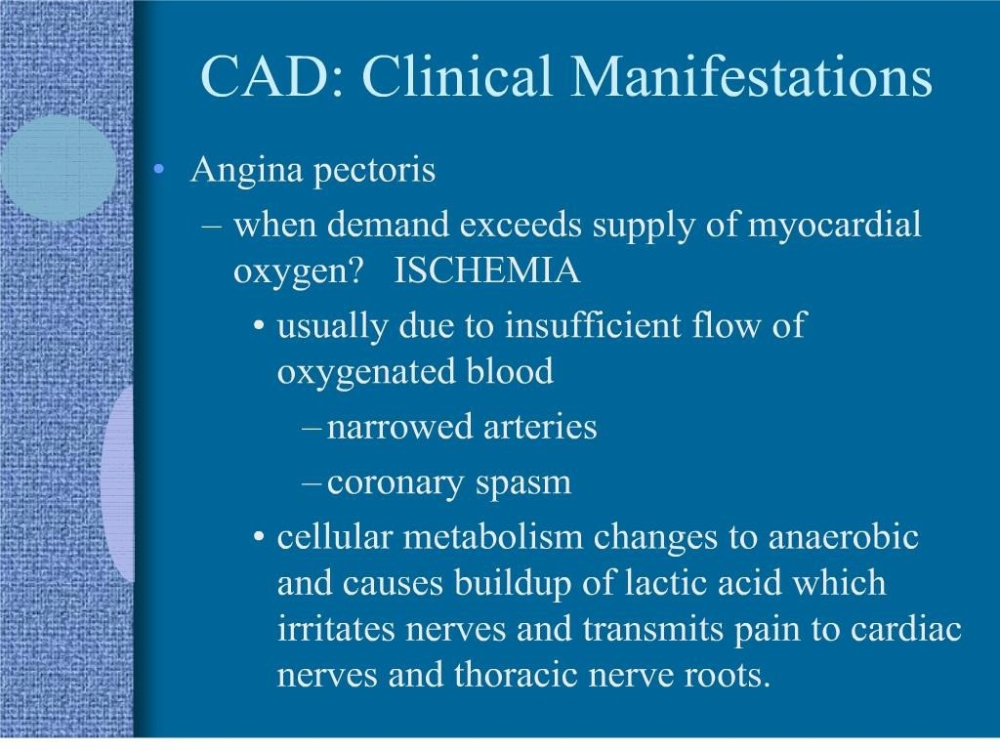 CAD: Clinical Manifestations
• Angina pectoris
– when demand exceeds supply of myocardial
oxygen?   ISCHEMIA
• usually due to insufficient flow of
oxygenated blood
– narrowed arteries
– coronary spasm
• cellular metabolism changes to anaerobic
and causes buildup of lactic acid which
irritates nerves and transmits pain to cardiac
nerves and thoracic nerve roots.